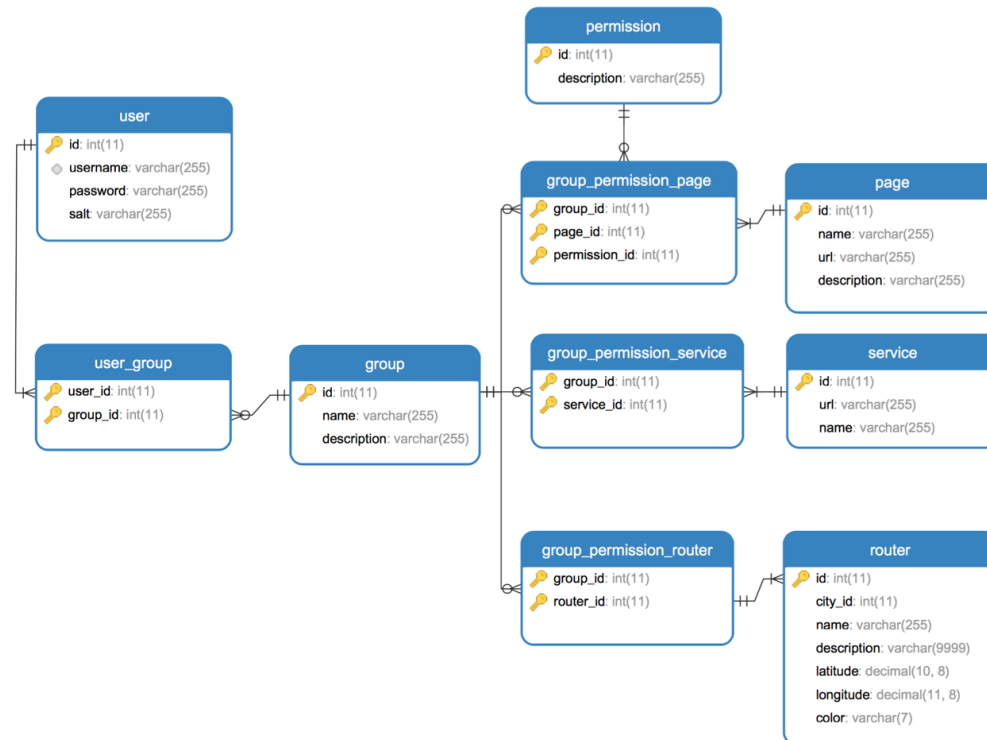 permission
id: int(11)
description: varchar(255)
user
id: int(11)
username: varchar(255)
password: varchar(255)
salt: varchar(255)
group_permission_page
group_id: int(11)
page_id: int(11)
permission_id: int(11)
page
id: int(11)
name: varchar(255)
url: varchar(255)
description: varchar(255)
user_group
user_id: int(11)
group_id: int(11)
group
id: int(11)
name: varchar(255)
description: varchar(255)
group_permission_service
group_id: int(11)
service_id: int(11)
service
id: int(11)
url: varchar(255)
name: varchar(255)
group_permission_router
group_id: int(11)
router_id: int(11)
router
id: int(11)
city_id: int(11)
name: varchar(255)
description: varchar(9999)
latitude: decimal(10, 8)
longitude: decimal(11, 8)
color: varchar(7)